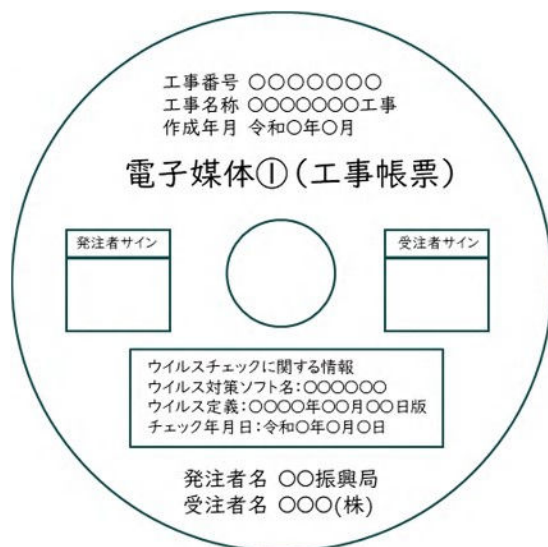 工事番号 〇〇〇〇〇〇〇
工事名称 〇〇〇〇〇〇〇工事
作成年月 令和〇年〇月
電子媒体①(工事帳票)
発注者サイン
受注者サイン
ウイルスチェックに関する情報
ウイルス対策ソフト名:〇〇〇〇〇〇
ウイルス定義:〇〇〇〇年〇〇月〇〇日版
チェック年月日:令和〇年〇月〇日
発注者名 〇〇振興局
受注者名 〇〇〇(株)